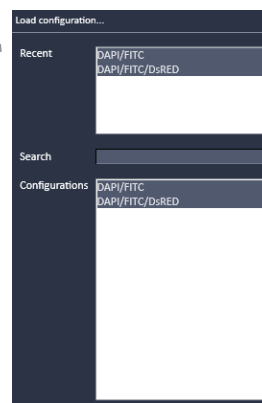 Load configuration...
Recent
DAPI/FITC
DAPI/FITC/DsRED
Search
Configurations
DAPI/FITC
DAPI/FITC/DsRED